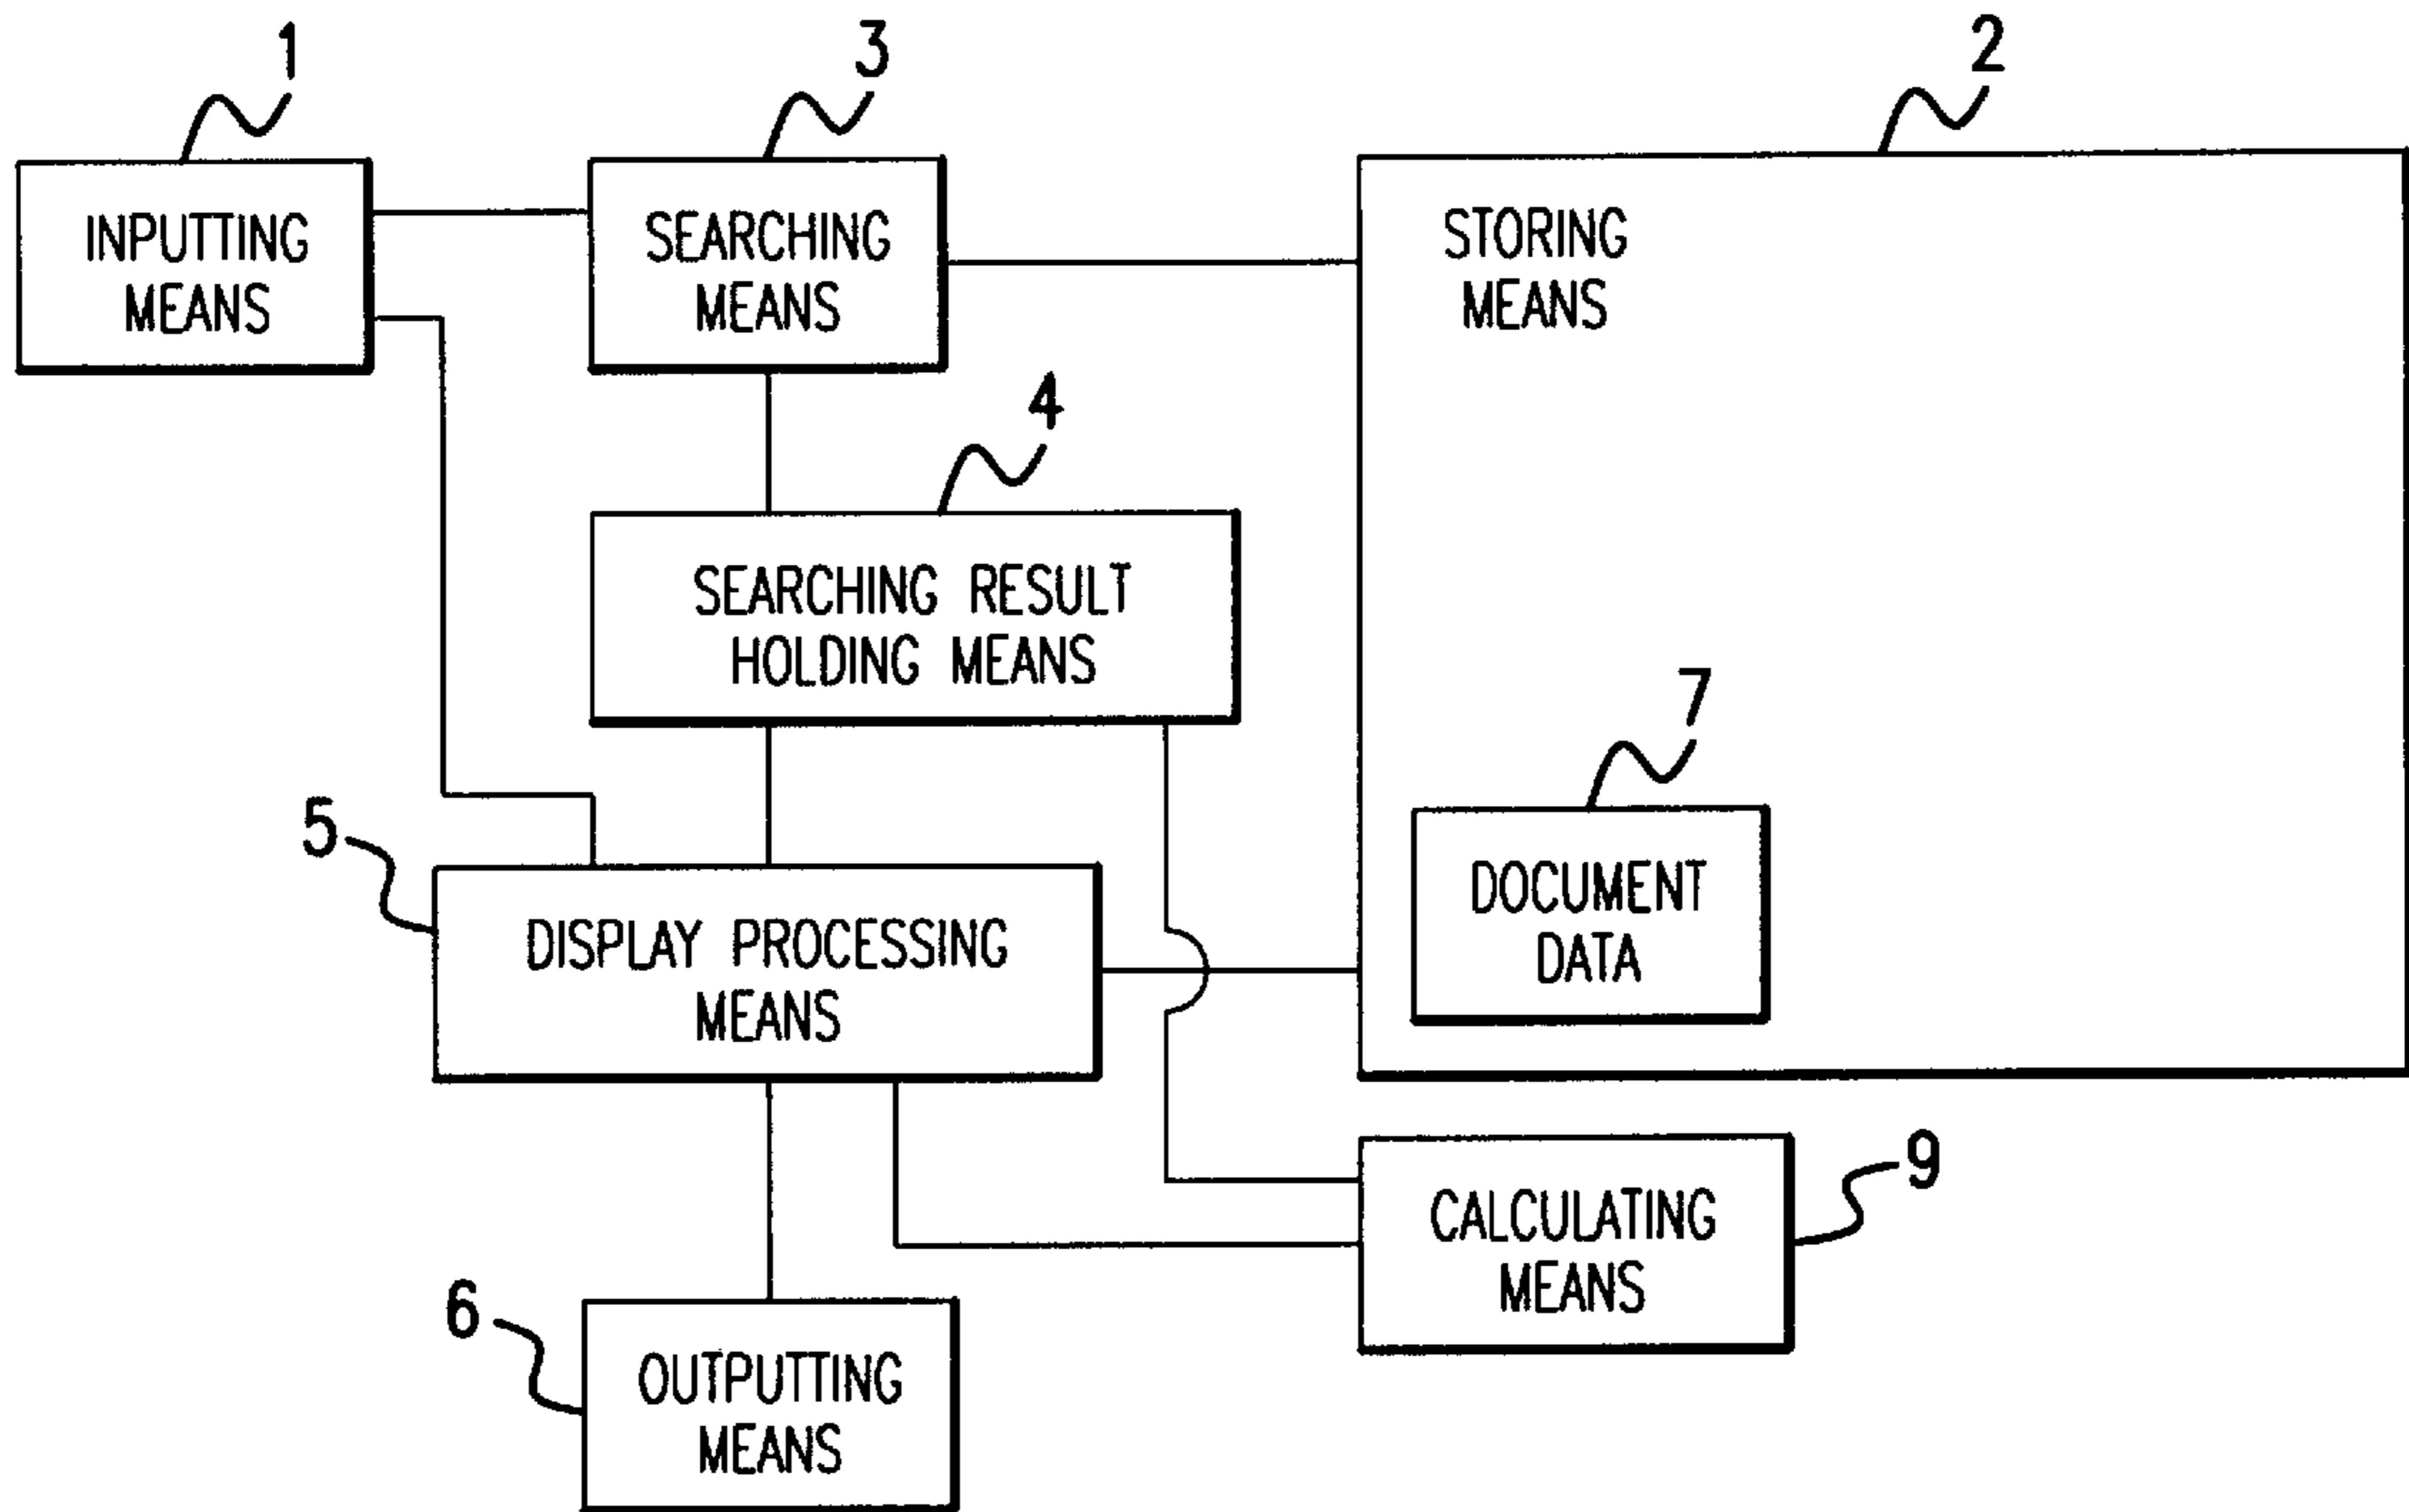 1
3
2
INPUTTING
MEANS
SEARCHING
MEANS
STORING
MEANS
4
SEARCHING RESULT
HOLDING MEANS
7
5
DISPLAY PROCESSING
MEANS
DOCUMENT
DATA
9
CALCULATING
MEANS
6
OUTPUTTING
MEANS